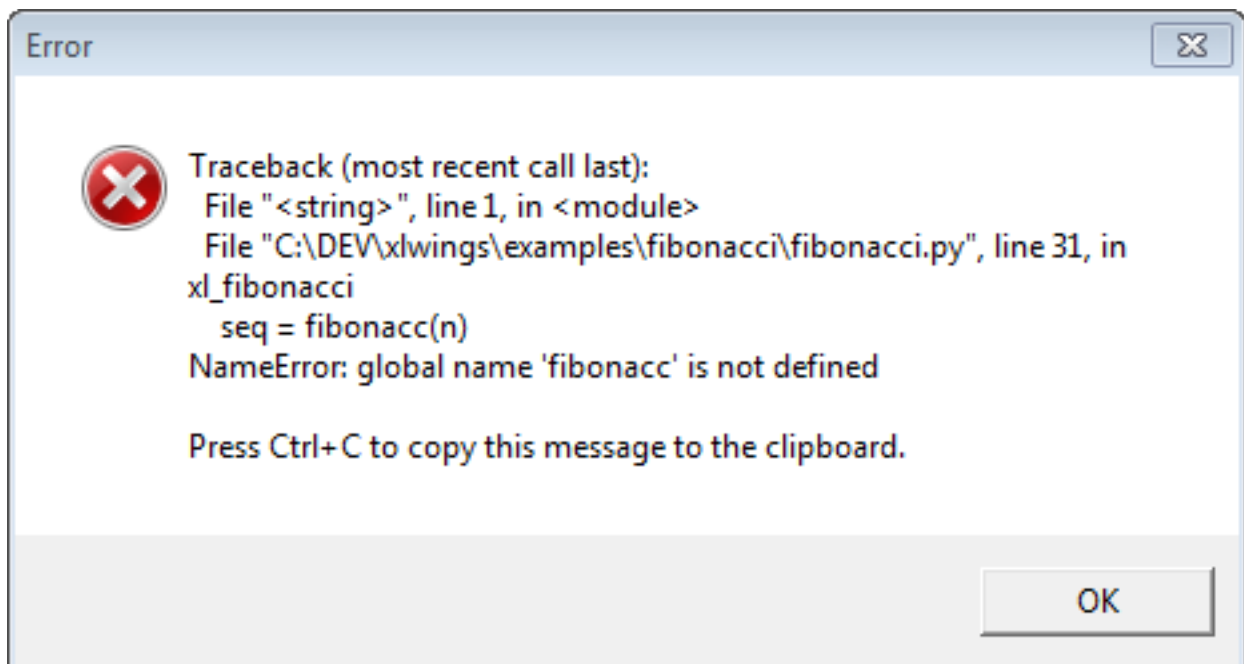 Error
Traceback (most recent call last):
File "<string>", line 1, in <module>
File "C:\DEV\xlwings\examples\fibonacci\fibonacci.py", line 31, in
xl_fibonacci
seq = fibonacc(n)
NameError: global name 'fibonacc' is not defined
Press Ctrl+C to copy this message to the clipboard.
OK